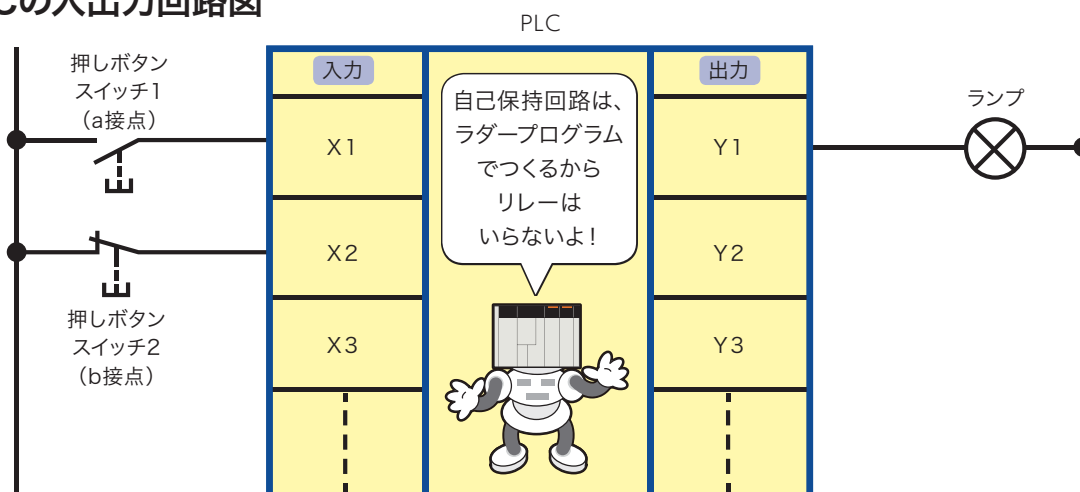 Cの入出力回路図
PLC
押しボタン
スイッチ1
（a接点）
入力
自己保持回路は、
ラダープログラム
でつくるから
リレーは
いらないよ！
出力
ランプ
X1
Y1
X2
Y2
押しボタン
スイッチ2
（b接点）
X3
Y3